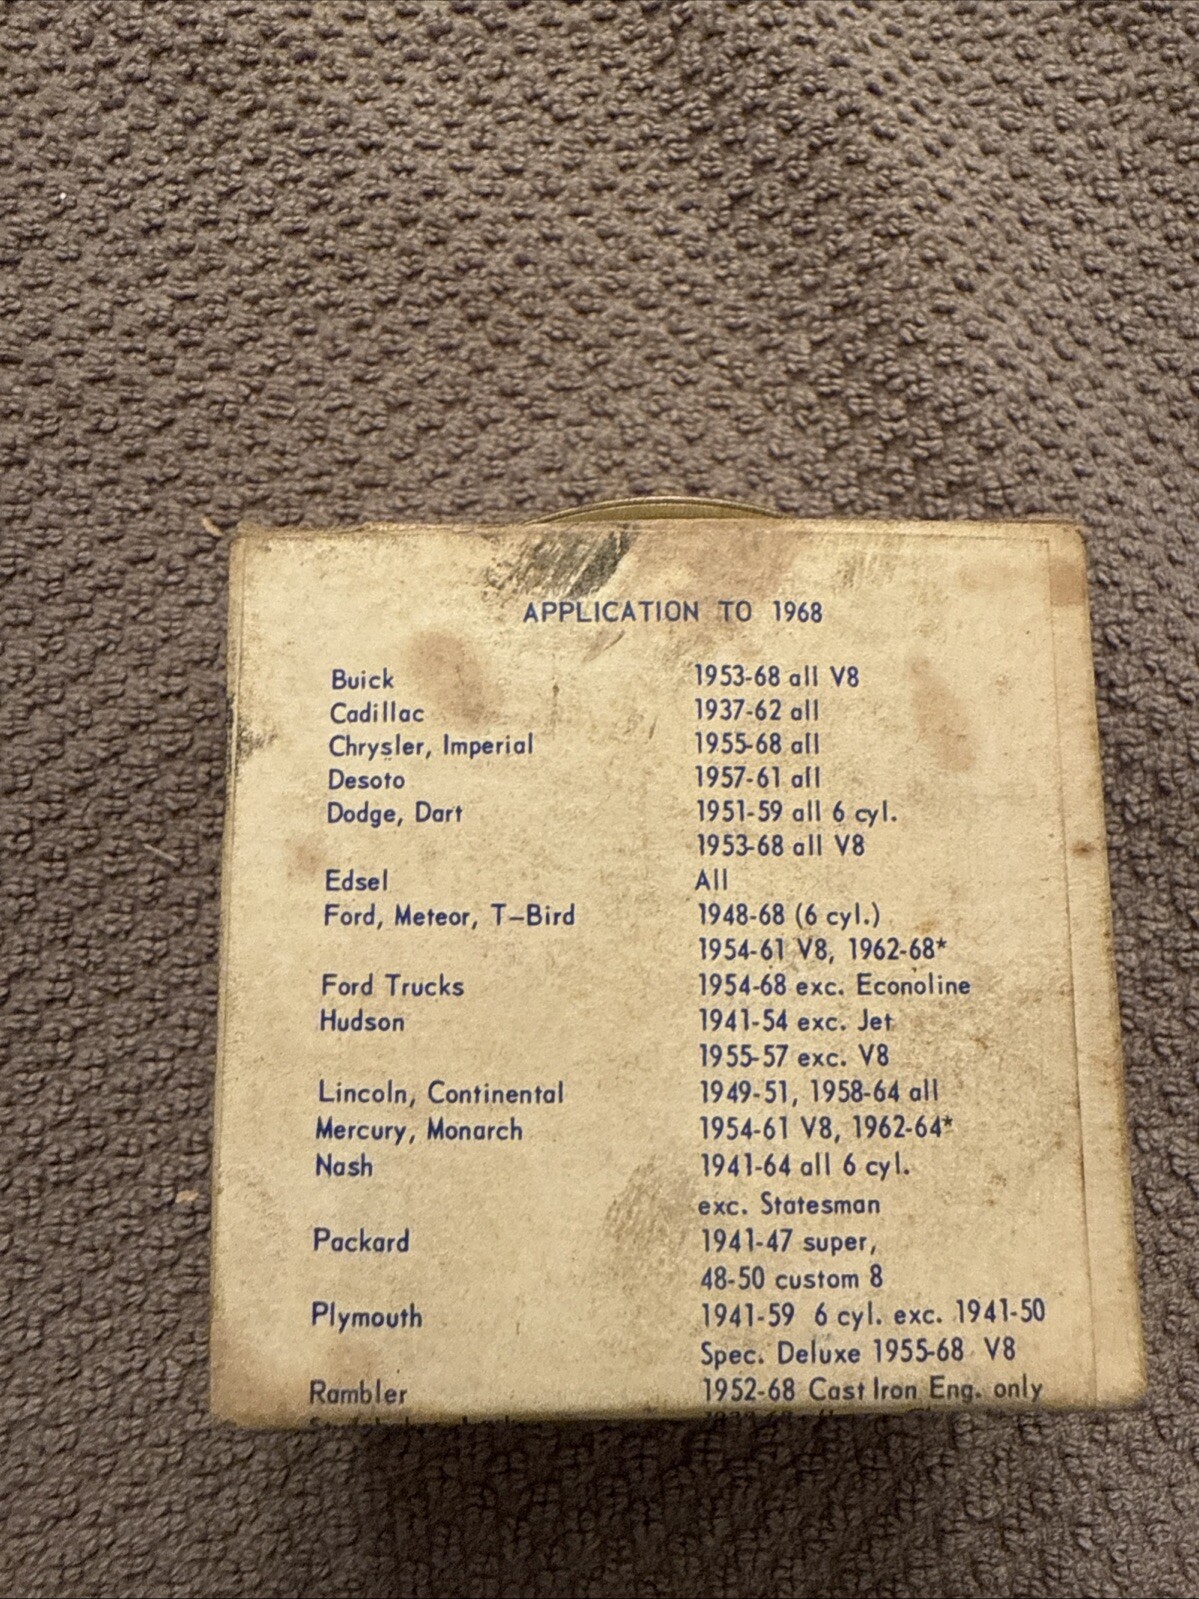 APPLICATION TO 1968
Buick 1953-68 all V8
Cadillac 1937-62 all
Chrysler, Imperial 1955-68 all
Desoto 1957-61 all
Dodge, Dart 1951-59 all 6 cyl.
1953-68 all V8
Edsel All
Ford, Meteor, T-Bird 1948-68 (6 cyl.)
1954-61 V8, 1962-68*
Ford Trucks 1954-68 exc. Econoline
Hudson 1941-54 exc. Jet
1955-57 exc. V8
Lincoln, Continental 1949-51, 1958-64 all
Mercury, Monarch 1954-61 V8, 1962-64*
Nash 1941-64 all 6 cyl.
exc. Statesman
Packard 1941-47 super,
48-50 custom 8
Plymouth 1941-59 6 cyl. exc. 1941-50
Spec. Deluxe 1955-68 V8
Rambler 1952-68 Cast Iron Eng. only